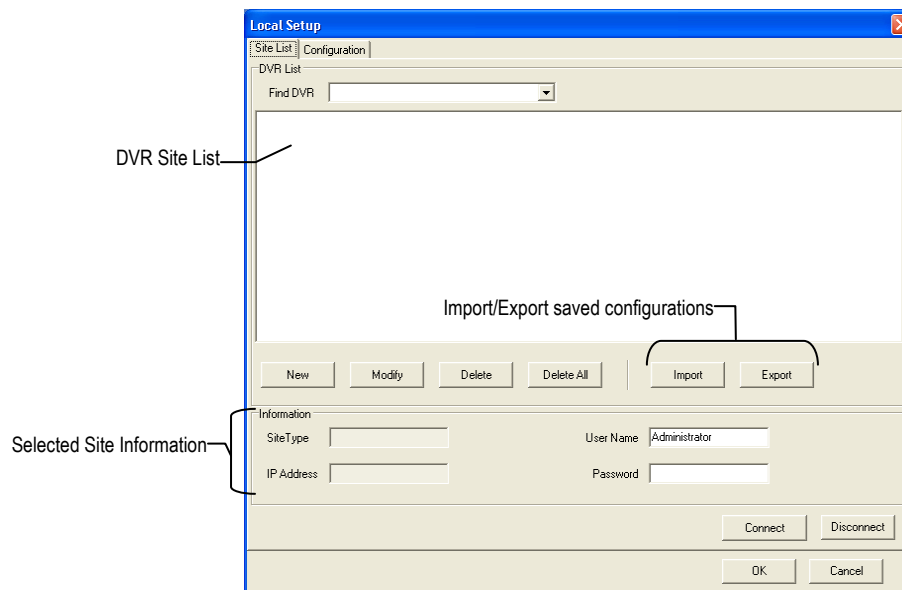 Local Setup
Site List
Configuration
DVR List
Find DVR
DVR Site List
Import/Export saved configurations
New
Modify
Delete
Delete All
Import
Export
Information
Selected Site Information
SiteType
User Name
Administrator
IP Address
Password
Connect
Disconnect
OK
Cancel